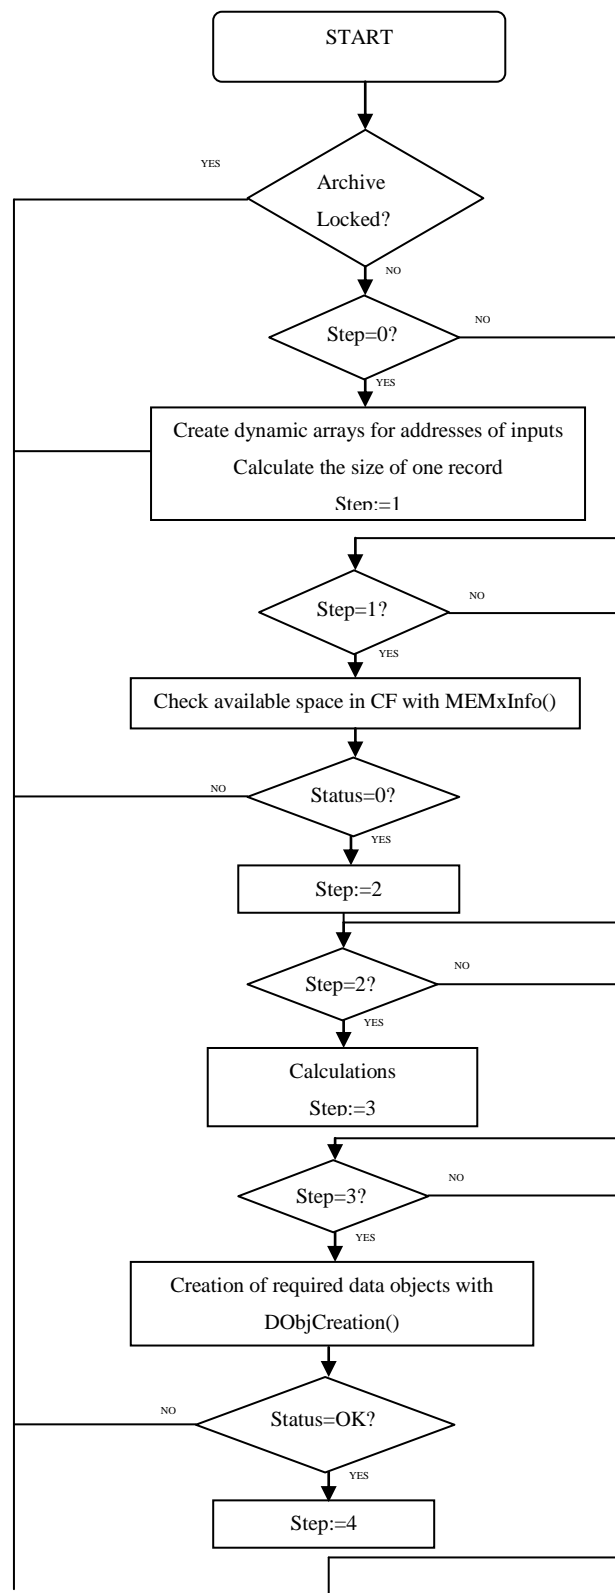 START
YES
Archive
Locked?
NO
Step=0?
NO
YES
Create dynamic arrays for addresses of inputs
Calculate the size of one record
Step:=1
Step=1?
NO
YES
Check available space in CF with MEMxInfo()
NO
Status=0?
YES
Step:=2
Step=2?
NO
YES
Calculations
Step:=3
Step=3?
NO
YES
Creation of required data objects with
DObjCreation()
NO
Status=OK?
YES
Step:=4